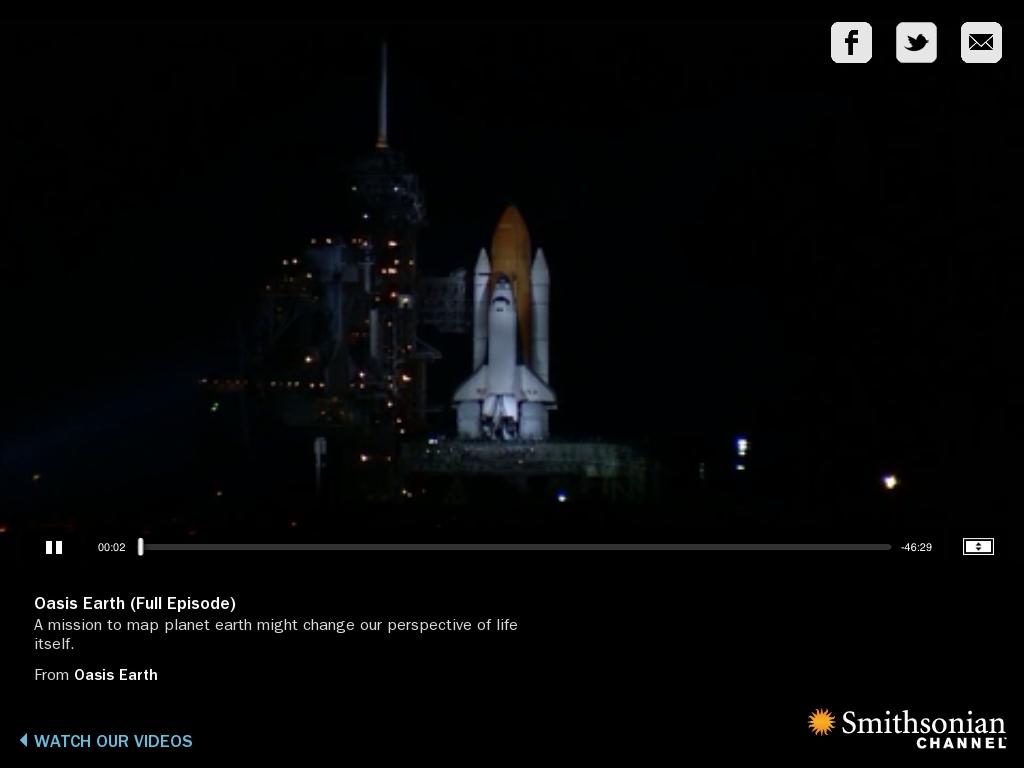 00:02
-46:29
Oasis Earth (Full Episode)
A mission to map planet earth might change our perspective of life
itself.
From Oasis Earth
WATCH OUR VIDEOS
Smithsonian
CHANNEL